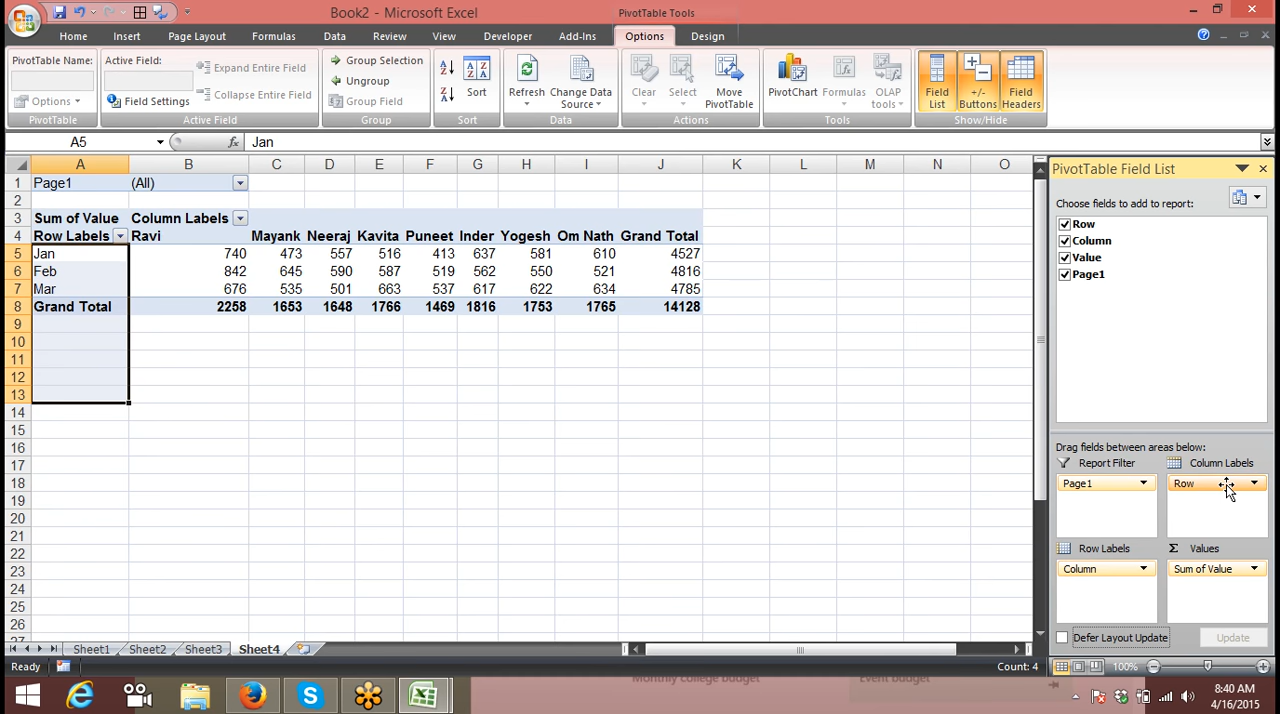 Book2 - Microsoft Excel
PivotTable Tools
Home Insert Page Layout Formulas Data Review View Developer Add-Ins Options Design
PivotTable Name:
Options
PivotTable
Active Field:
Field Settings
Expand Entire Field
Collapse Entire Field
Active Field
Group Selection
Ungroup
Group Field
Group
Sort
Sort
Refresh
Change Data Source
Data
Clear
Select
Move PivotTable
Actions
PivotChart
Formulas
OLAP tools
Tools
Field List
+/- Buttons
Field Headers
Show/Hide
A5
fx
Jan
A B C D E F G H I J K L M N O
1 Page1 (All)
2
3 Sum of Value Column Labels
4 Row Labels Ravi Mayank Neeraj Kavita Puneet Inder Yogesh Om Nath Grand Total
5 Jan 740 473 557 516 413 637 581 610 4527
6 Feb 842 645 590 587 519 562 550 521 4816
7 Mar 676 535 501 663 537 617 622 634 4785
8 Grand Total 2258 1653 1648 1766 1469 1816 1753 1765 14128
9
10
11
12
13
14
15
16
17
18
19
20
21
22
23
24
25
26
27
PivotTable Field List
Choose fields to add to report:
Row
Column
Value
Page1
Drag fields between areas below:
Report Filter
Column Labels
Page1
Row
Row Labels
Σ Values
Column
Sum of Value
Defer Layout Update
Update
Sheet1 Sheet2 Sheet3 Sheet4
Ready
Count: 4
100%
Monthly college budget
Event budget
8:40 AM
4/16/2015